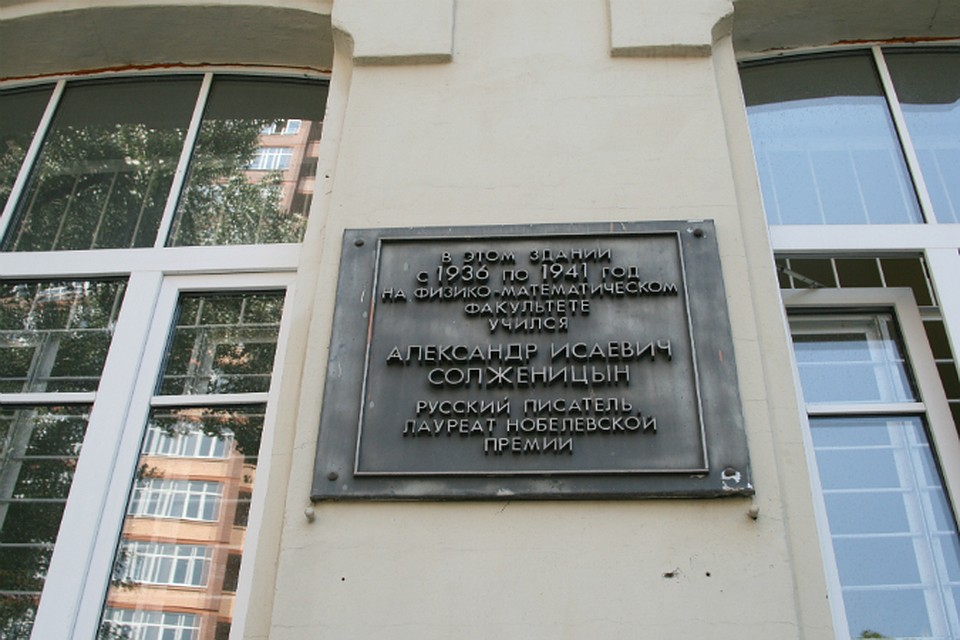 В ЭТОМ ЗДАНИИ
С 1936 ПО 1941 ГОД
НА ФИЗИКО-МАТЕМАТИЧЕСКОМ
ФАКУЛЬТЕТЕ
УЧИЛСЯ
АЛЕКСАНДР ИСАЕВИЧ
СОЛЖЕНИЦЫН
РУССКИЙ ПИСАТЕЛЬ,
ЛАУРЕАТ НОБЕЛЕВСКОЙ
ПРЕМИИ